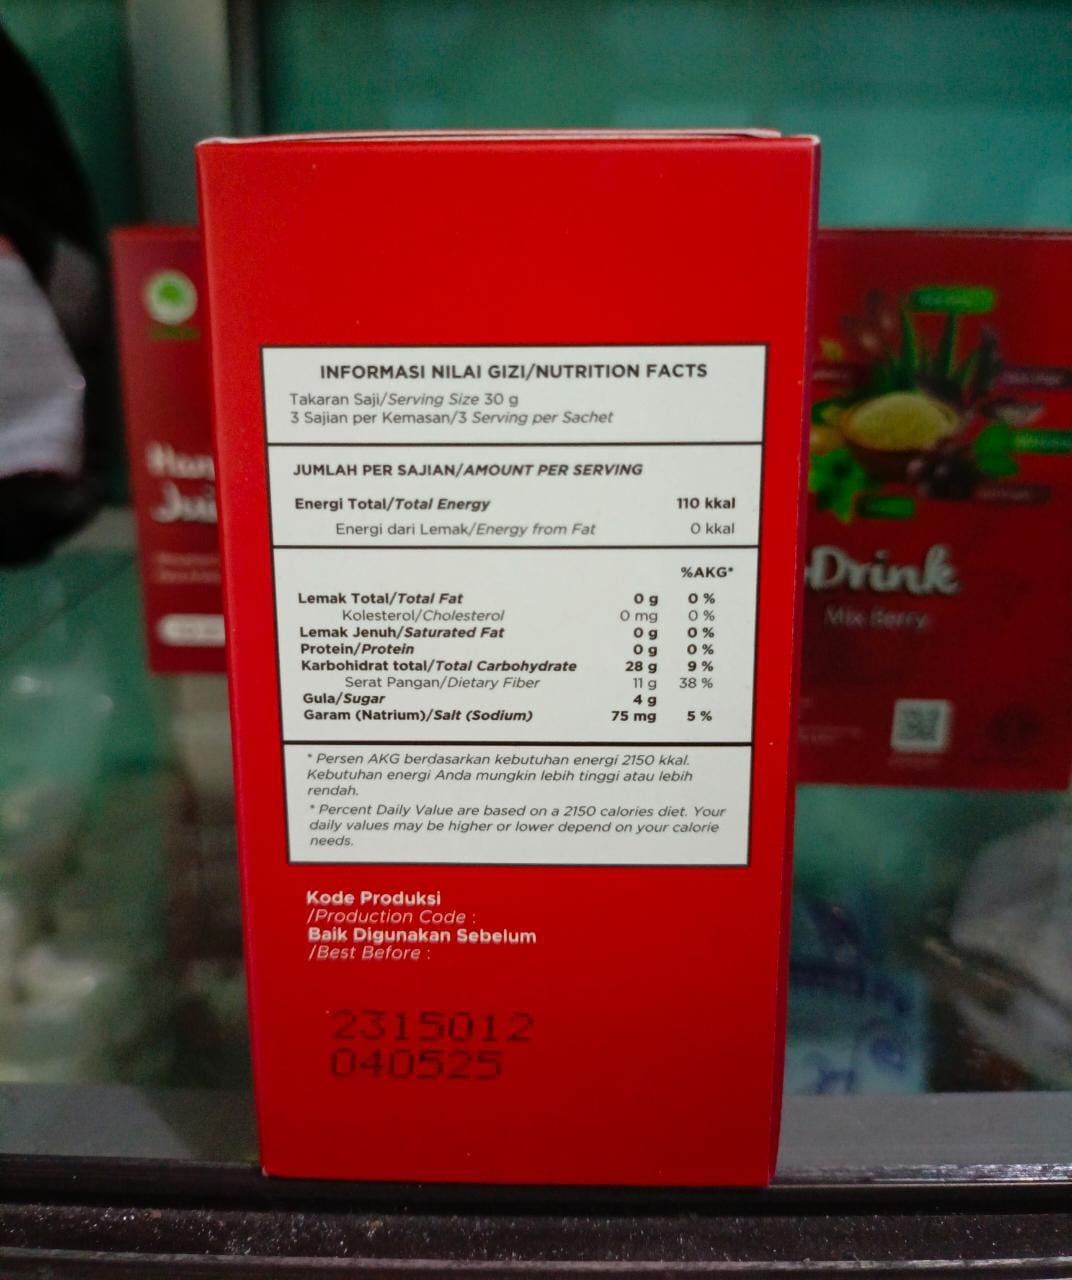 INFORMASI NILAI GIZI/NUTRITION FACTS
Takaran Saji/Serving Size 30 g
3 Sajian per Kemasan/3 Serving per Sachet
JUMLAH PER SAJIAN/AMOUNT PER SERVING
Energi Total/Total Energy 110 kkal
Energi dari Lemak/Energy from Fat 0 kkal
%AKG*
Lemak Total/Total Fat 0 g 0 %
Kolesterol/Cholesterol 0 mg 0 %
Lemak Jenuh/Saturated Fat 0 g 0 %
Protein/Protein 0 g 0 %
Karbohidrat total/Total Carbohydrate 28 g 9 %
Serat Pangan/Dietary Fiber 11 g 38 %
Gula/Sugar 4 g
Garam (Natrium)/Salt (Sodium) 75 mg 5 %
* Persen AKG berdasarkan kebutuhan energi 2150 kkal.
Kebutuhan energi Anda mungkin lebih tinggi atau lebih
rendah.
* Percent Daily Value are based on a 2150 calories diet. Your
daily values may be higher or lower depend on your calorie
needs.
Kode Produksi
/Production Code :
Baik Digunakan Sebelum
/Best Before :
2315012
040525
Drink
Mix Berry